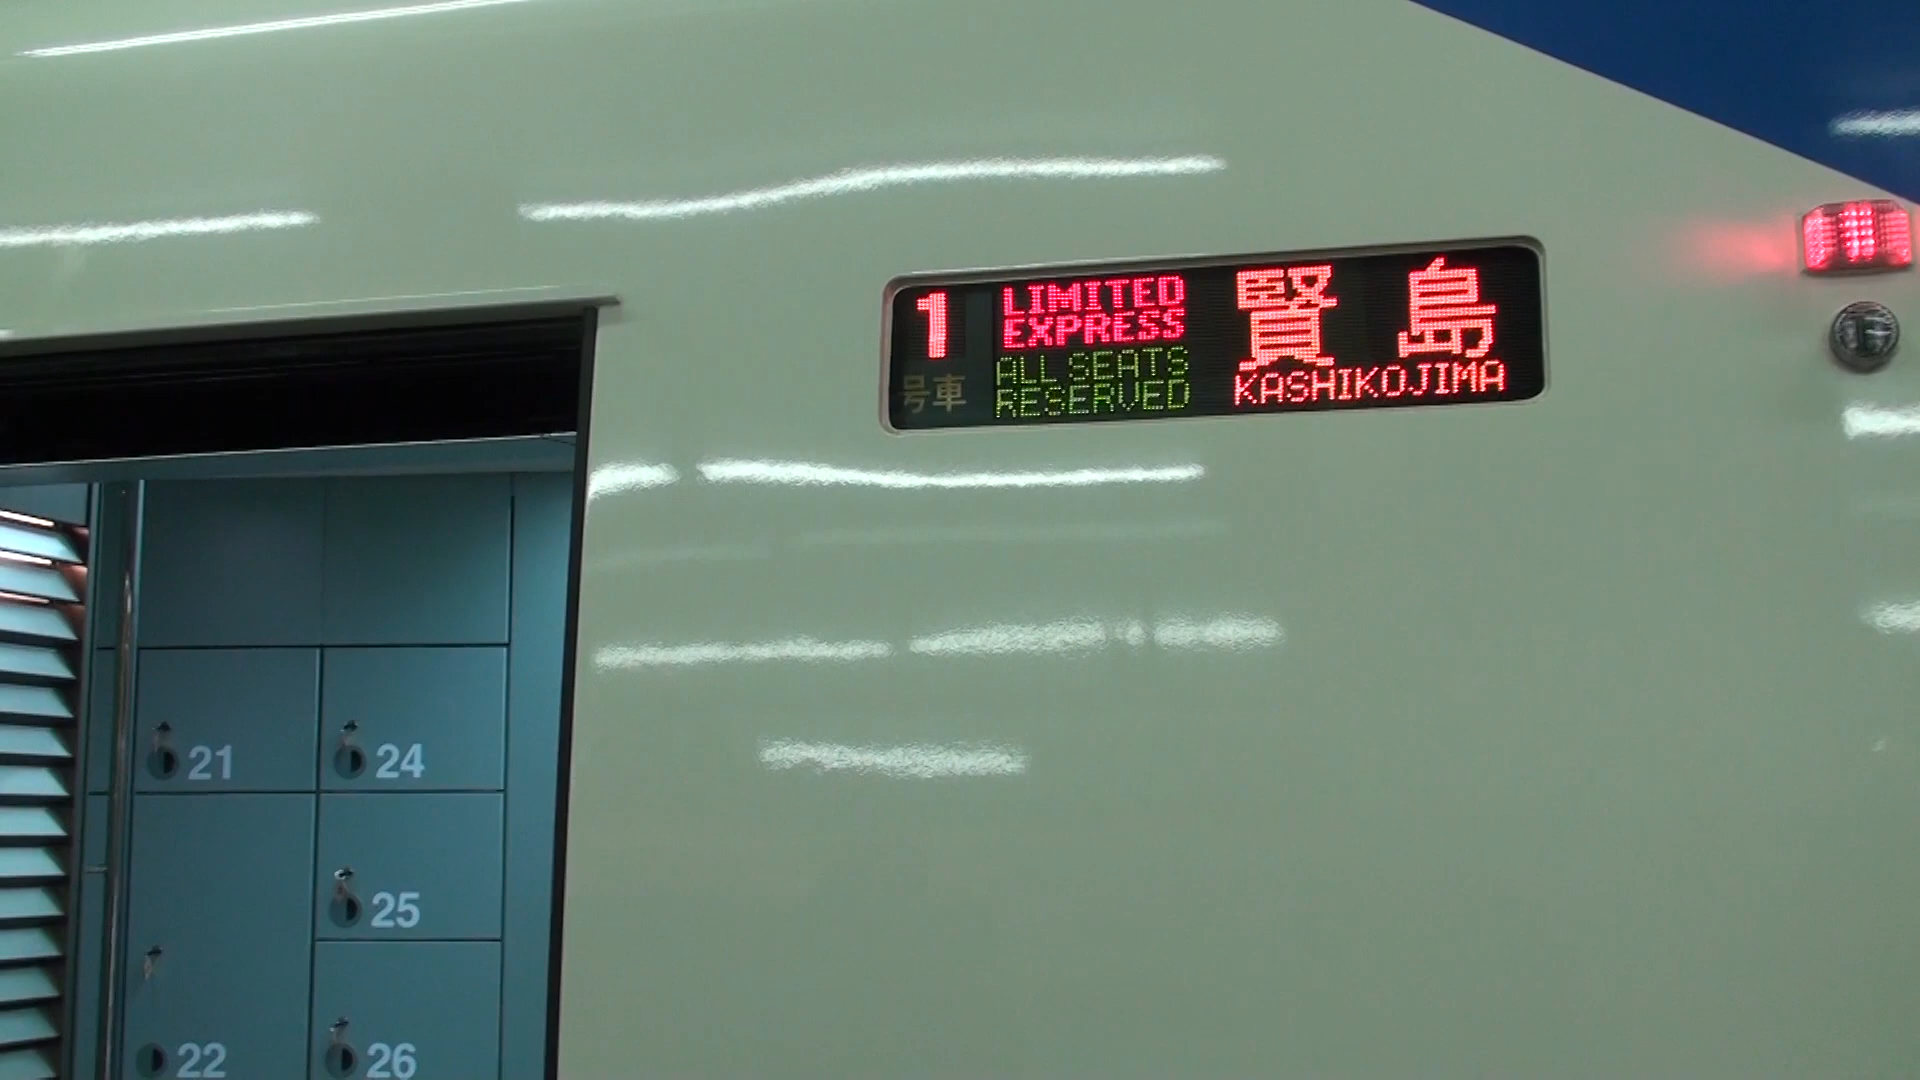 1
号車
LIMITED
EXPRESS
ALL SEATS
RESERVED
賢島
KASHIKOJIMA
21
24
25
22
26